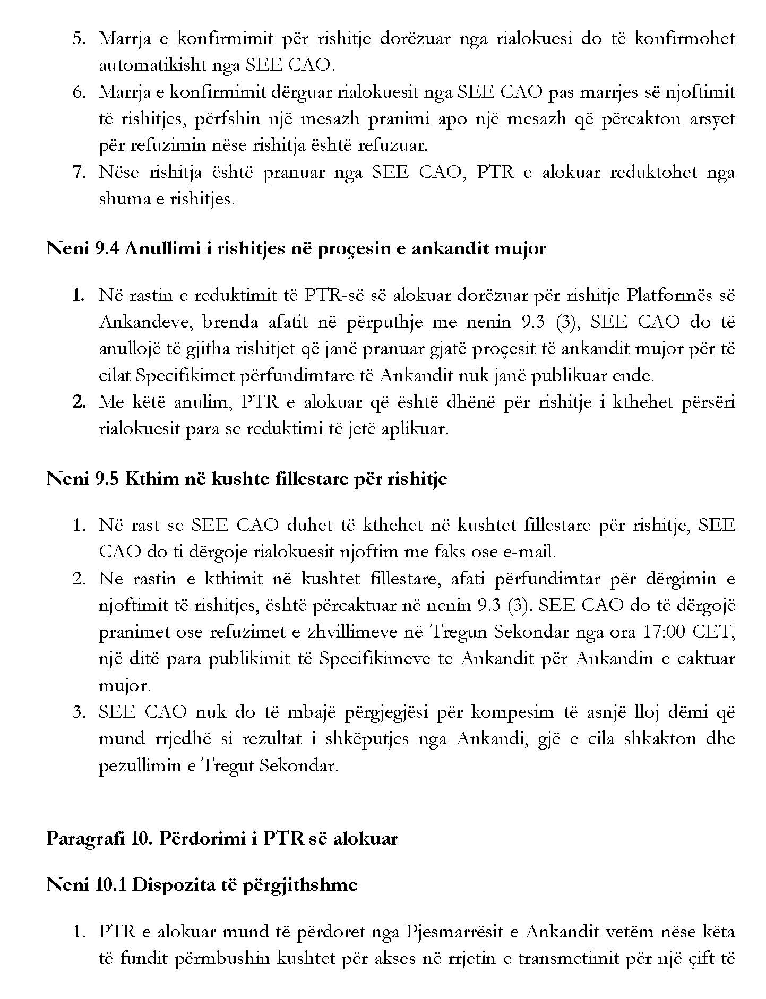 5. Marrja e konfirmimit për rishitje dorëzuar nga rialokuesi do të konfirmohet
automatikisht nga SEE CAO.
6. Marrja e konfirmimit dërguar rialokuesit nga SEE CAO pas marrjes së njoftimit
të rishitjes, përfshin një mesazh pranimi apo një mesazh që përcakton arsyet
për refuzimin nëse rishitja është refuzuar.
7. Nëse rishitja është pranuar nga SEE CAO, PTR e alokuar reduktohet nga
shuma e rishitjes.
Neni 9.4 Anullimi i rishitjes në proçesin e ankandit mujor
1. Në rastin e reduktimit të PTR-së së alokuar dorëzuar për rishitje Platformës së
Ankandeve, brenda afatit në përputhje me nenin 9.3 (3), SEE CAO do të
anullojë të gjitha rishitjet që janë pranuar gjatë proçesit të ankandit mujor për të
cilat Specifikimet përfundimtare të Ankandit nuk janë publikuar ende.
2. Me këtë anulim, PTR e alokuar që është dhënë për rishitje i kthehet përsëri
rialokuesit para se reduktimi të jetë aplikuar.
Neni 9.5 Kthim në kushte fillestare për rishitje
1. Në rast se SEE CAO duhet të kthehet në kushtet fillestare për rishitje, SEE
CAO do ti dërgoje rialokuesit njoftim me faks ose e-mail.
2. Ne rastin e kthimit në kushtet fillestare, afati përfundimtar për dërgimin e
njoftimit të rishitjes, është përcaktuar në nenin 9.3 (3). SEE CAO do të dërgojë
pranimet ose refuzimet e zhvillimeve në Tregun Sekondar nga ora 17:00 CET,
një ditë para publikimit të Specifikimeve te Ankandit për Ankandin e caktuar
mujor.
3. SEE CAO nuk do të mbajë përgjegjësi për kompesim të asnjë lloj dëmi që
mund rrjedhë si rezultat i shkëputjes nga Ankandi, gjë e cila shkakton dhe
pezullimin e Tregut Sekondar.
Paragrafi 10. Përdorimi i PTR së alokuar
Neni 10.1 Dispozita të përgjithshme
1. PTR e alokuar mund të përdoret nga Pjesmarrësit e Ankandit vetëm nëse këta
të fundit përmbushin kushtet për akses në rrjetin e transmetimit për një çift të